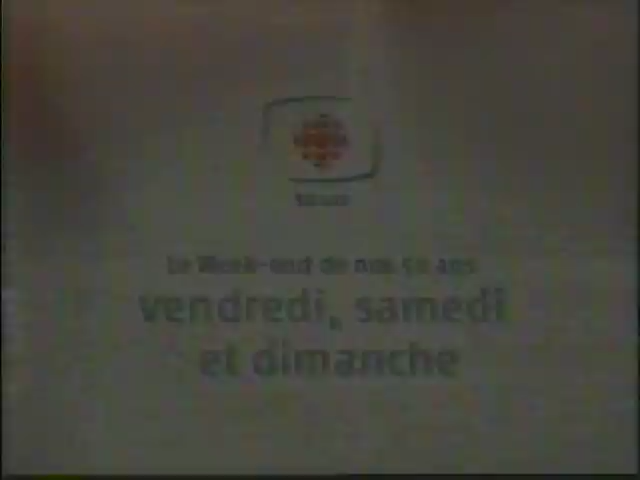 Le Week-end de nos 50 ans
vendredi, samedi
et dimanche